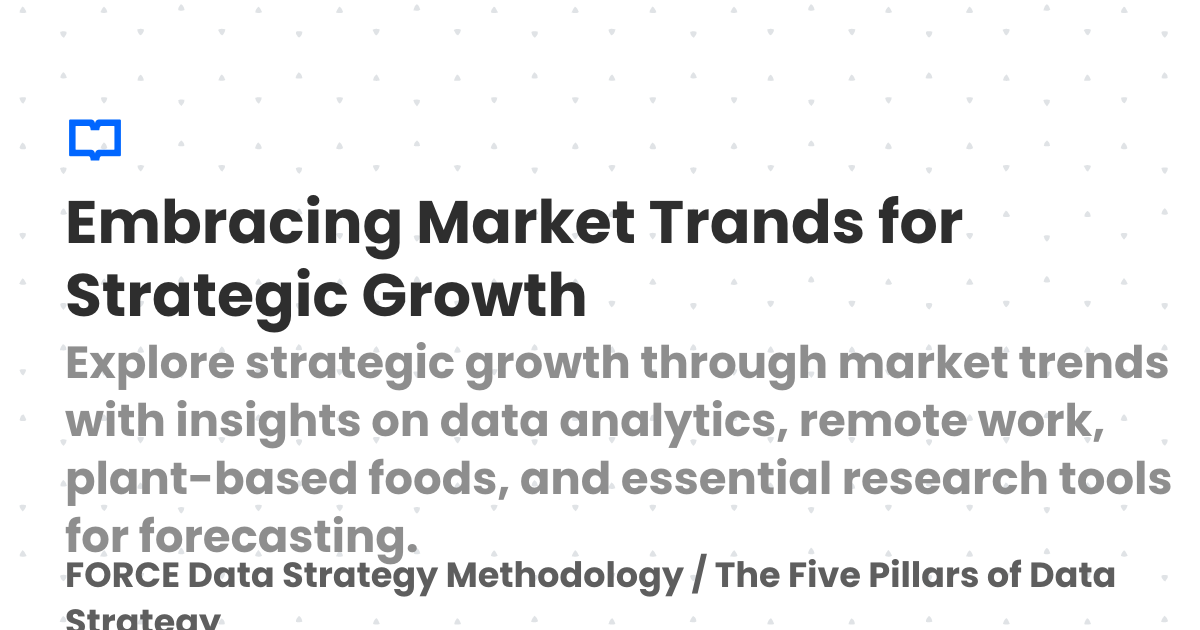 Embracing Market Trands for
Strategic Growth
Explore strategic growth through market trends
with insights on data analytics, remote work,
plant-based foods, and essential research tools
for forecasting.
FORCE Data Strategy Methodology / The Five Pillars of Data
Strategy